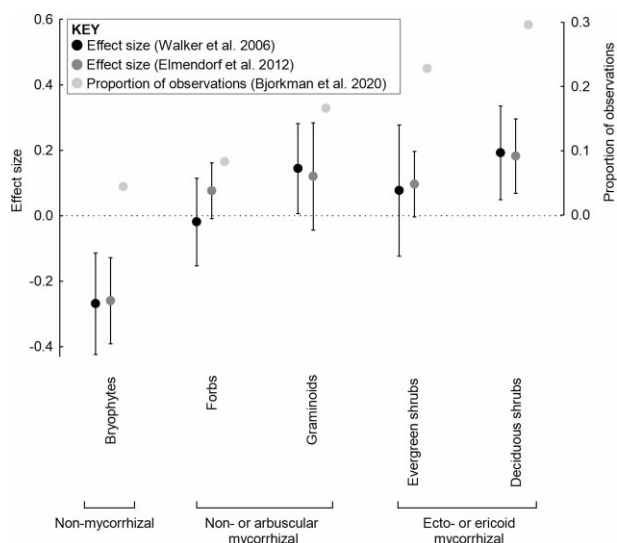 KEY
Effect size (Walker et al. 2006)
Effect size (Elmendorf et al. 2012)
Proportion of observations (Bjorkman et al. 2020)
Effect size
0.6
0.4
0.2
0.0
-0.2
-0.4
Proportion of observations
0.3
0.2
0.1
0.0
Bryophytes
Forbs
Graminoids
Evergreen shrubs
Deciduous shrubs
Non-mycorrhizal
Non- or arbuscular
mycorrhizal
Ecto- or ericoid
mycorrhizal